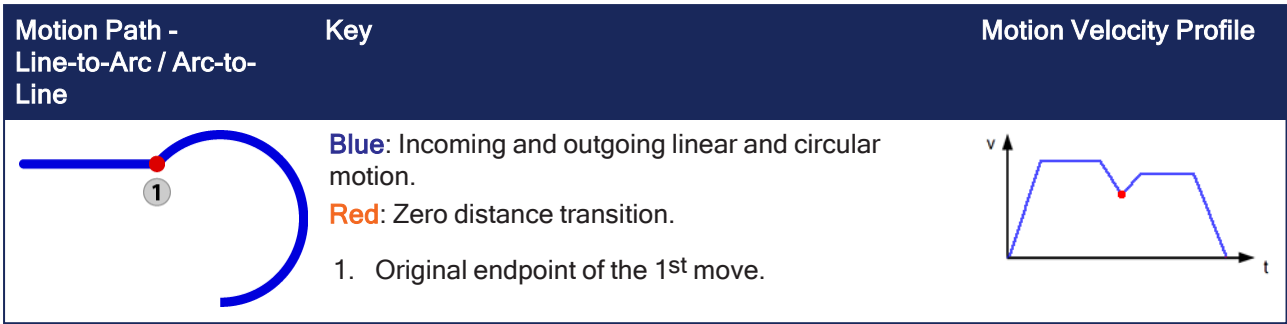 Motion Path -
Line-to-Arc / Arc-to-
Line
Key
Motion Velocity Profile
1
Blue: Incoming and outgoing linear and circular
motion.
Red: Zero distance transition.
1. Original endpoint of the 1st move.
v
t